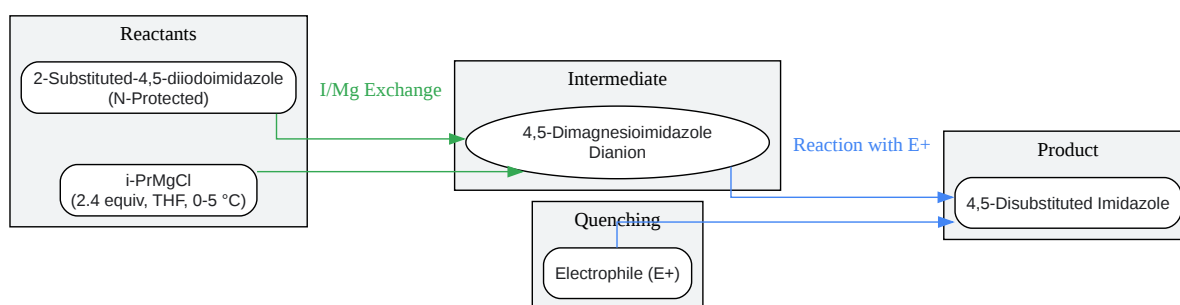 Reactants
2-Substituted-4,5-diiodoimidazole
(N-Protected)
i-PrMgCl
(2.4 equiv, THF, 0-5 °C)
I/Mg Exchange
Intermediate
4,5-Dimagnesioimidazole
Dianion
Reaction with E+
Quenching
Electrophile (E+)
Product
4,5-Disubstituted Imidazole